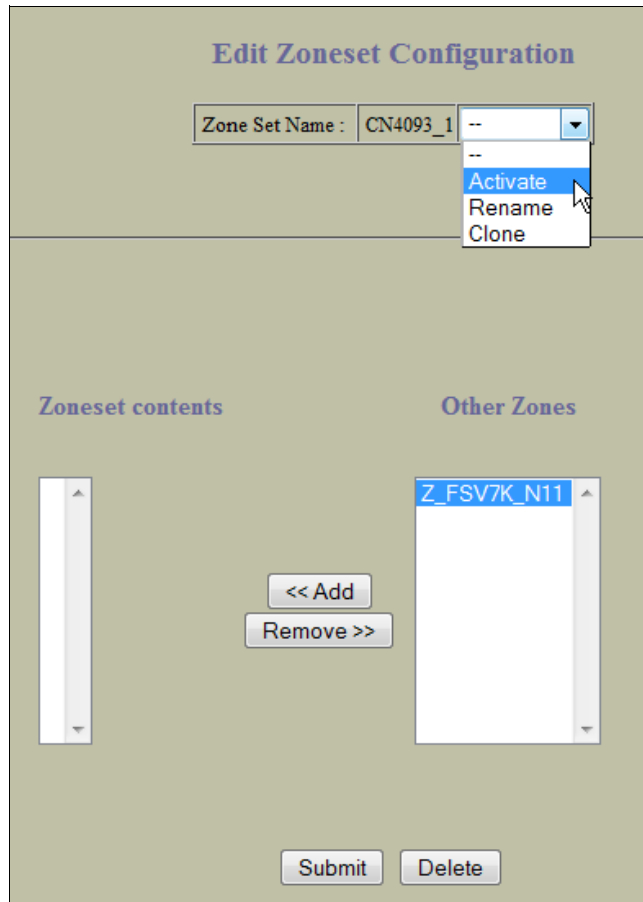 Edit Zoneset Configuration
Zone Set Name : CN4093_1 --
--
Activate
Rename
Clone
Zoneset contents Other Zones
Z_FSV7K_N11
<< Add
Remove >>
Submit Delete